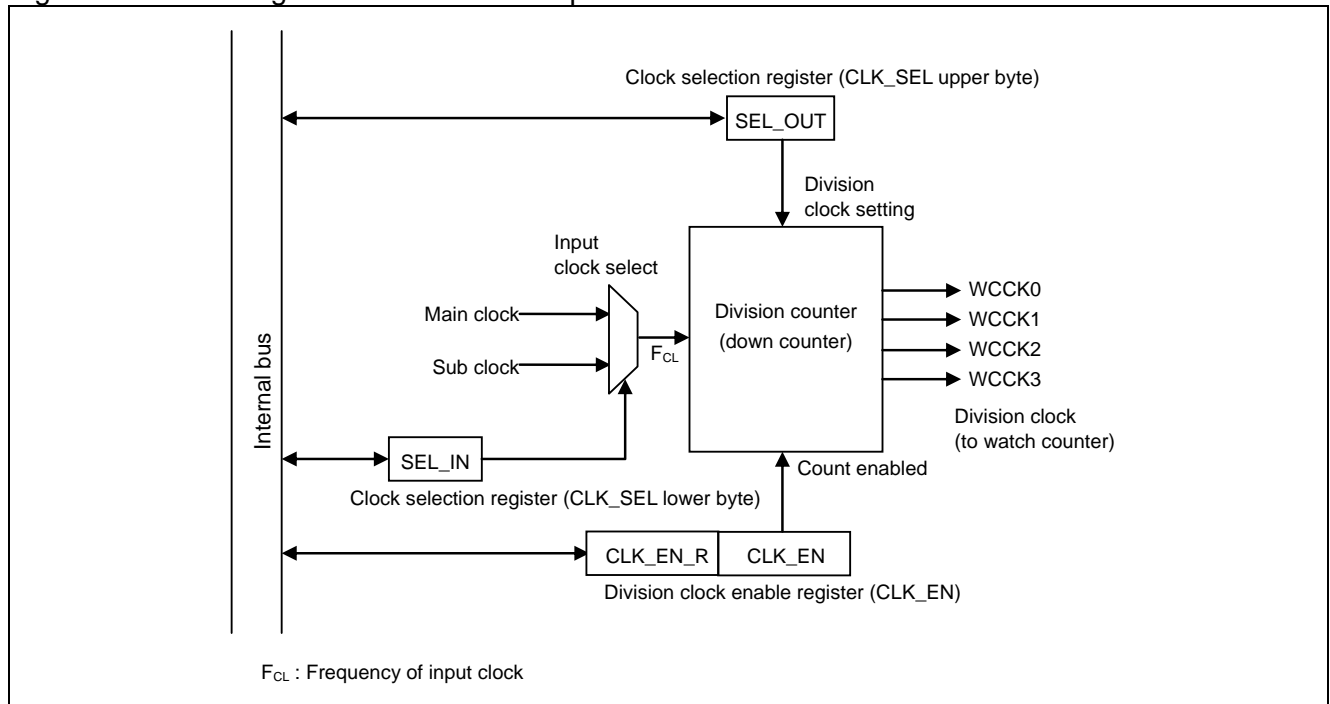 Clock selection register (CLK_SEL upper byte)
SEL_OUT
Division
clock setting
Input
clock select
Main clock
Sub clock
F_CL
Division counter
(down counter)
WCCK0
WCCK1
WCCK2
WCCK3
Division clock
(to watch counter)
Internal bus
SEL_IN
Count enabled
Clock selection register (CLK_SEL lower byte)
CLK_EN_R CLK_EN
Division clock enable register (CLK_EN)
F_CL : Frequency of input clock